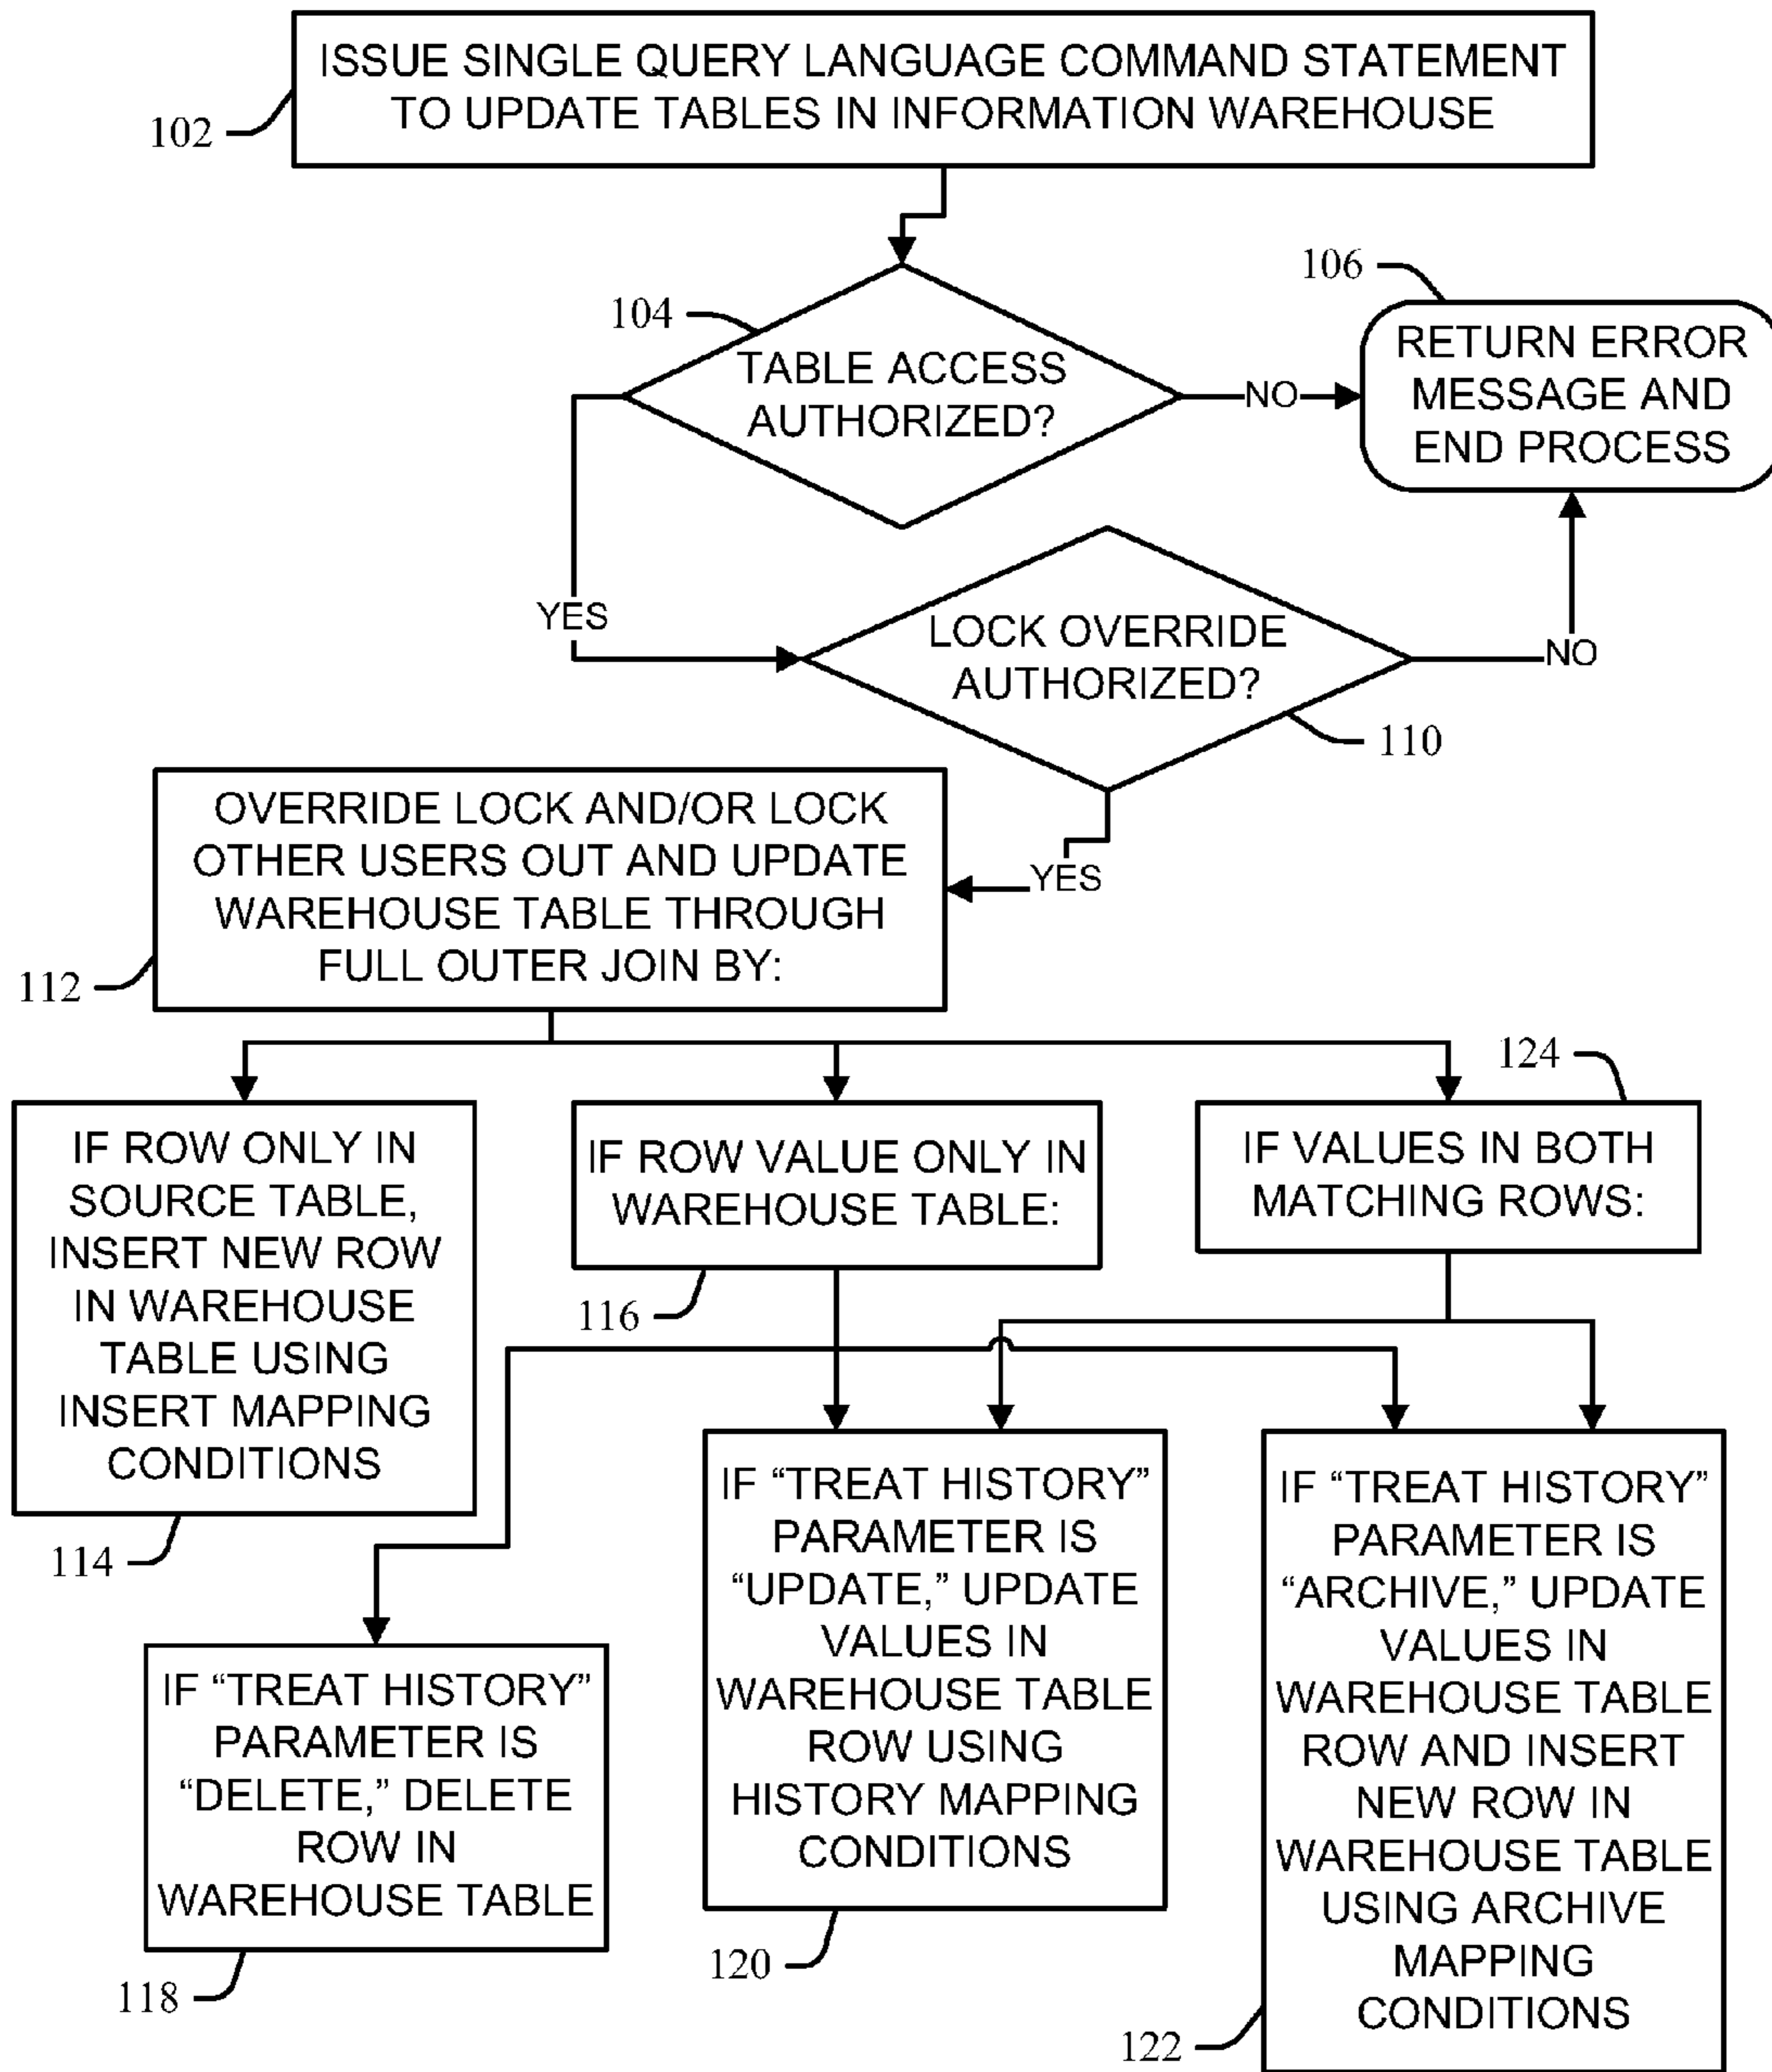 ISSUE SINGLE QUERY LANGUAGE COMMAND STATEMENT
TO UPDATE TABLES IN INFORMATION WAREHOUSE
102
104
TABLE ACCESS
AUTHORIZED?
NO
106
RETURN ERROR
MESSAGE AND
END PROCESS
YES
LOCK OVERRIDE
AUTHORIZED?
NO
110
YES
OVERRIDE LOCK AND/OR LOCK
OTHER USERS OUT AND UPDATE
WAREHOUSE TABLE THROUGH
FULL OUTER JOIN BY:
112
IF ROW ONLY IN
SOURCE TABLE,
INSERT NEW ROW
IN WAREHOUSE
TABLE USING
INSERT MAPPING
CONDITIONS
114
IF ROW VALUE ONLY IN
WAREHOUSE TABLE:
116
124
IF VALUES IN BOTH
MATCHING ROWS:
IF “TREAT HISTORY”
PARAMETER IS
“DELETE,” DELETE
ROW IN
WAREHOUSE TABLE
118
IF “TREAT HISTORY”
PARAMETER IS
“UPDATE,” UPDATE
VALUES IN
WAREHOUSE TABLE
ROW USING
HISTORY MAPPING
CONDITIONS
120
IF “TREAT HISTORY”
PARAMETER IS
“ARCHIVE,” UPDATE
VALUES IN
WAREHOUSE TABLE
ROW AND INSERT
NEW ROW IN
WAREHOUSE TABLE
USING ARCHIVE
MAPPING
CONDITIONS
122